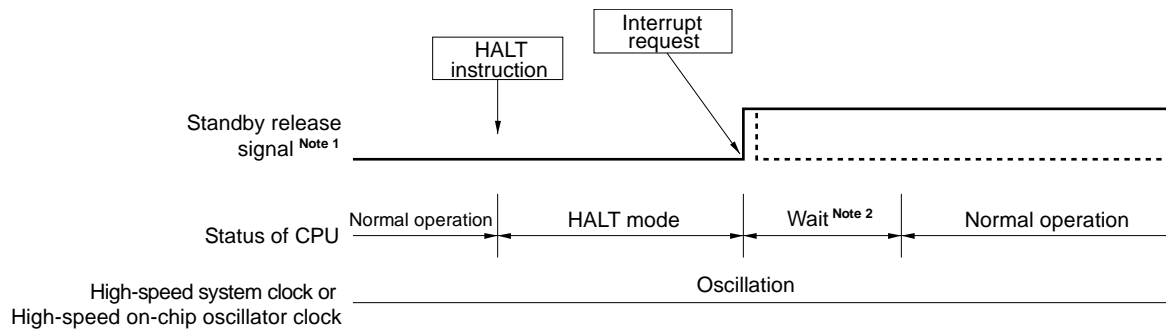 Interrupt
request
HALT
instruction
Standby release
signal Note 1
Normal operation
HALT mode
Wait Note 2
Normal operation
Status of CPU
Oscillation
High-speed system clock or
High-speed on-chip oscillator clock